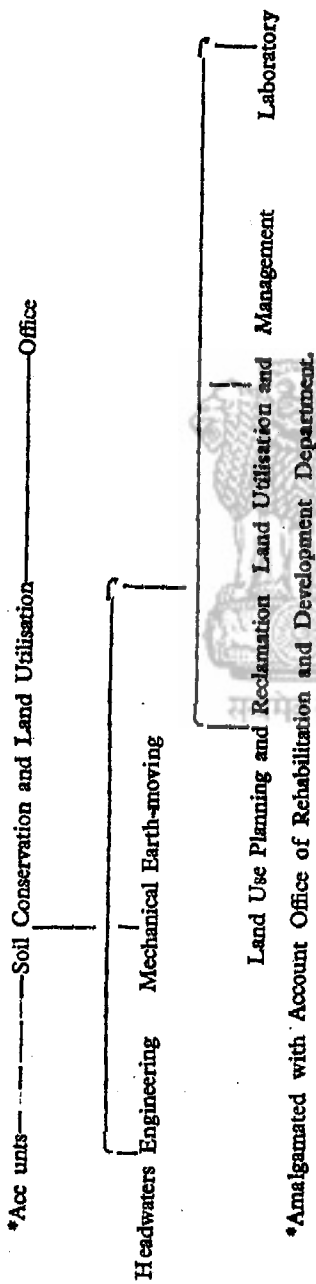 *Acc unts—————Soil Conservation and Land Utilisation—————Office
Headwaters Engineering Mechanical Earth-moving
Land Use Planning and Reclamation Land Utilisation and Management Laboratory
*Amalgamated with Account Office of Rehabilitation and Development Department.